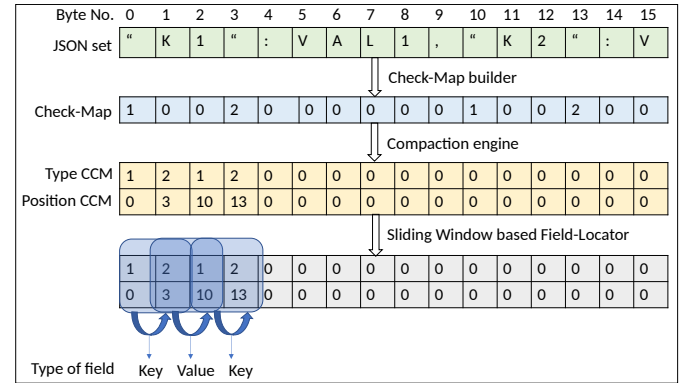 Byte No. 0 1 2 3 4 5 6 7 8 9 10 11 12 13 14 15
JSON set “ K 1 “ : V A L 1 , “ K 2 “ : V
Check-Map builder
Check-Map 1 0 0 2 0 0 0 0 0 0 1 0 0 2 0 0
Compaction engine
Type CCM 1 2 1 2 0 0 0 0 0 0 0 0 0 0 0 0
Position CCM 0 3 10 13 0 0 0 0 0 0 0 0 0 0 0 0
Sliding Window based Field-Locator
1 2 1 2 0 0 0 0 0 0 0 0 0 0 0 0
0 3 10 13 0 0 0 0 0 0 0 0 0 0 0 0
Type of field Key Value Key